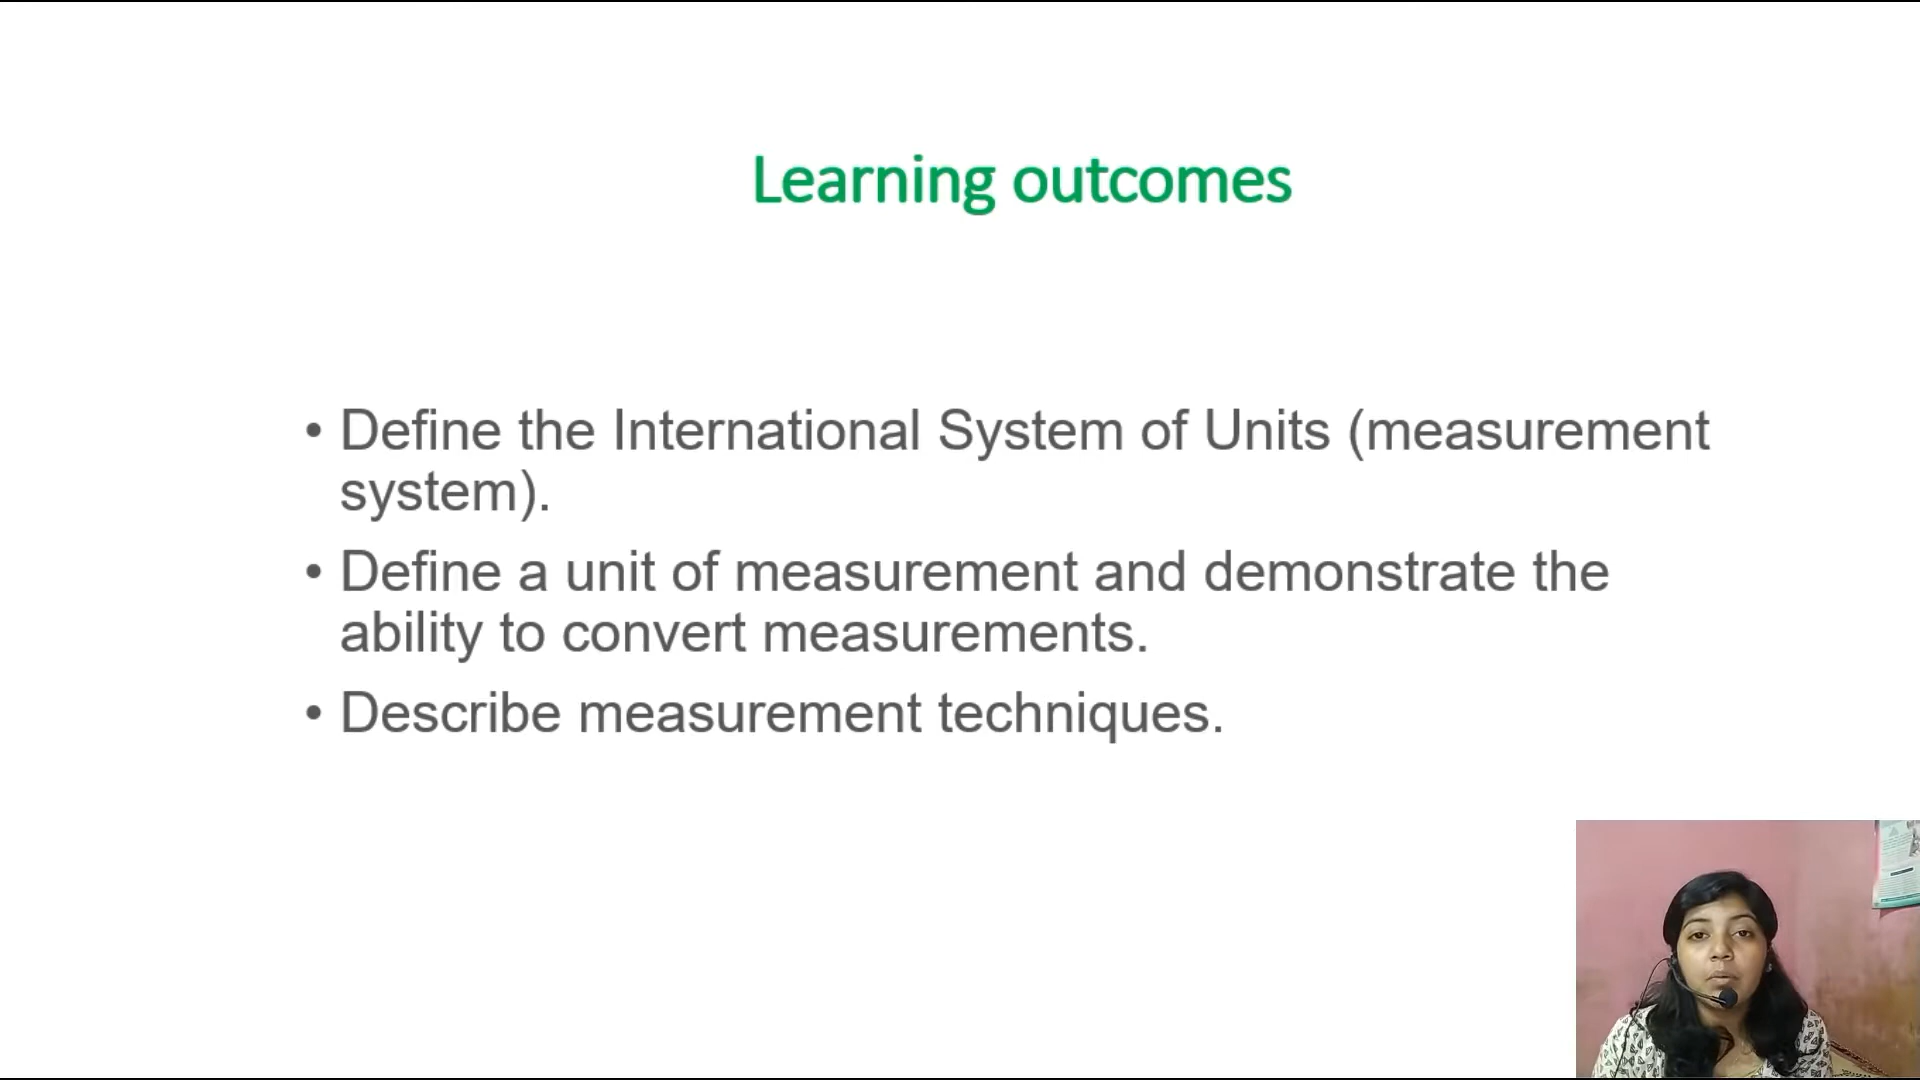 Learning outcomes
• Define the International System of Units (measurement
system).
• Define a unit of measurement and demonstrate the
ability to convert measurements.
• Describe measurement techniques.